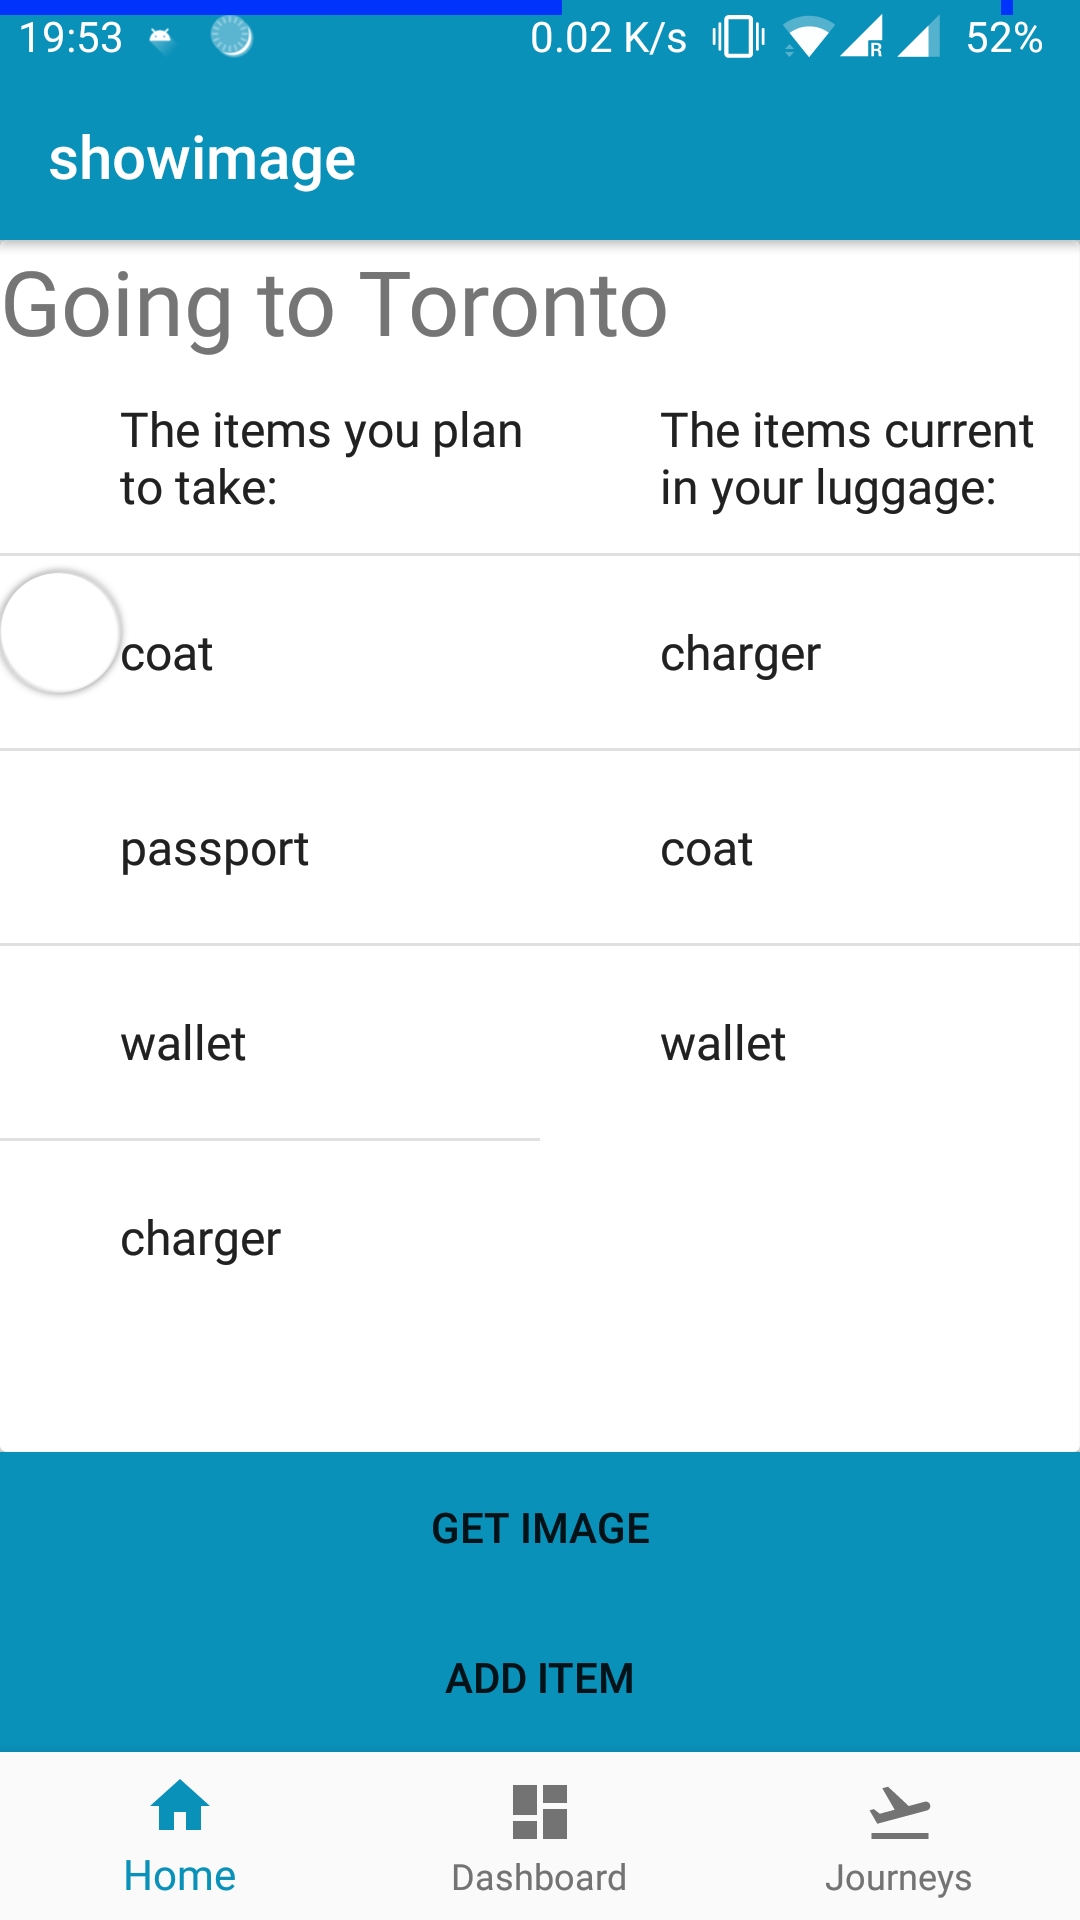 19:53 0.02 K/s R 52%
showimage
Going to Toronto
The items you plan
to take:
The items current
in your luggage:
coat charger
passport coat
wallet wallet
charger
GET IMAGE
ADD ITEM
Home Dashboard Journeys